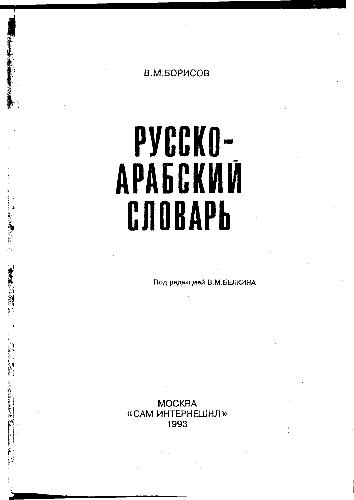 В.М.БОРИСОВ
РУССКО-
АРАБСКИЙ
СЛОВАРЬ
Под редакцией В.М.БЕЛКИНА
МОСКВА
«САМ ИНТЕРНЕШНЛ»
1993